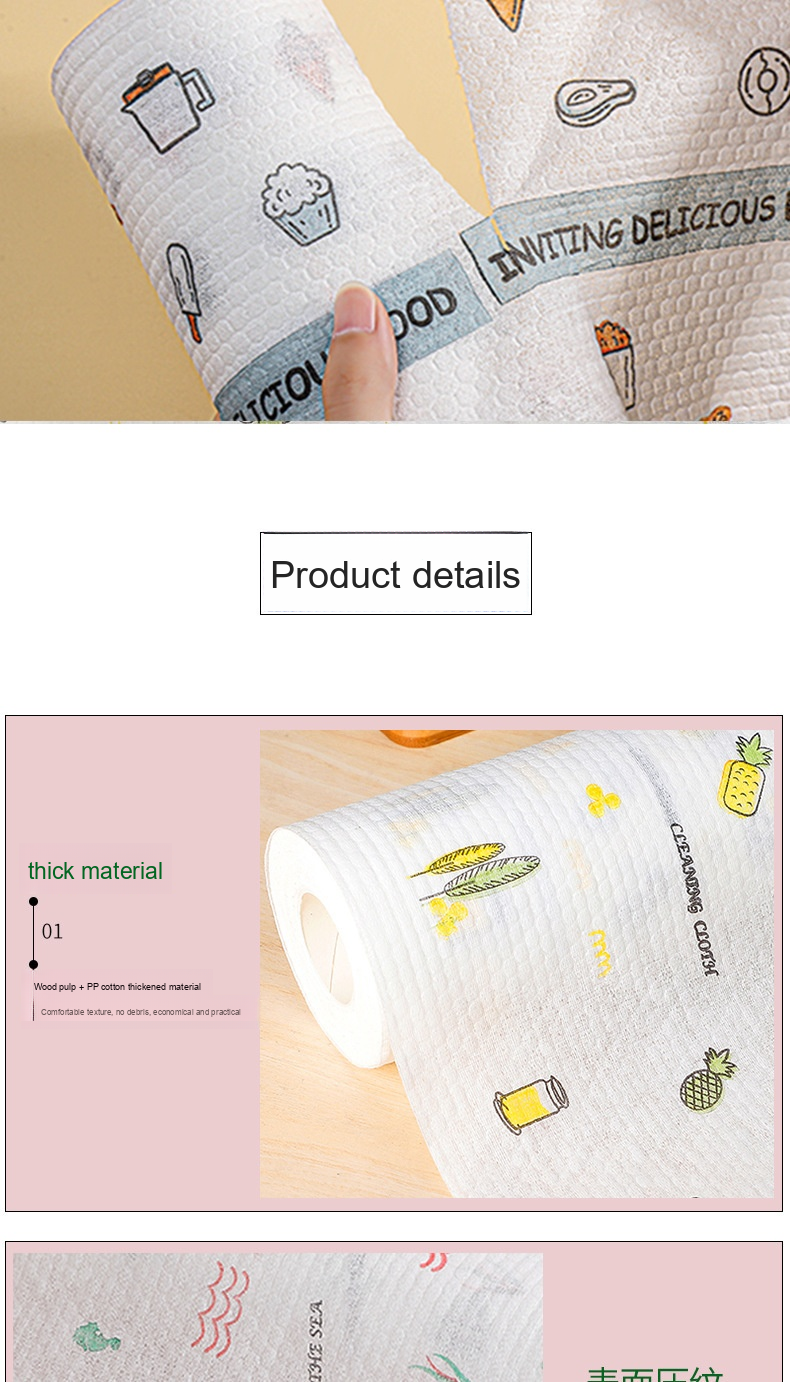 INVITING DELICIOUS
OOD
Product details
thick material
01
Wood pulp + PP cotton thickened material
Comfortable texture, no debris, economical and practical
CLEANING CLOTH
THE SEA
表面压纹